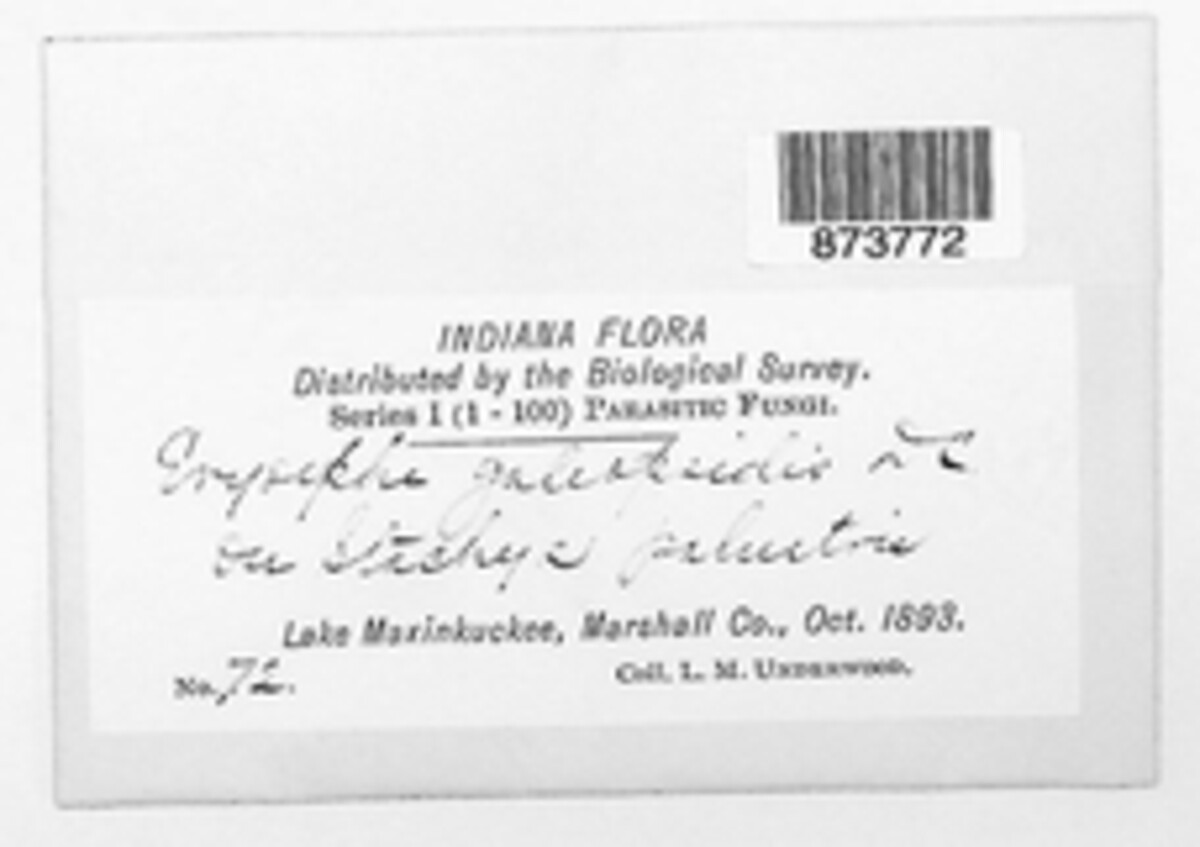 873772
INDIANA FLORA
Distributed by the Biological Survey.
Series I (1 - 100) PARASITIC FUNGI.
Erysiphe galeopsidis DC
on Stachys palustris
Lake Maxinkuckee, Marshall Co., Oct. 1893.
No. 72.
Coll. L. M. UNDERWOOD.